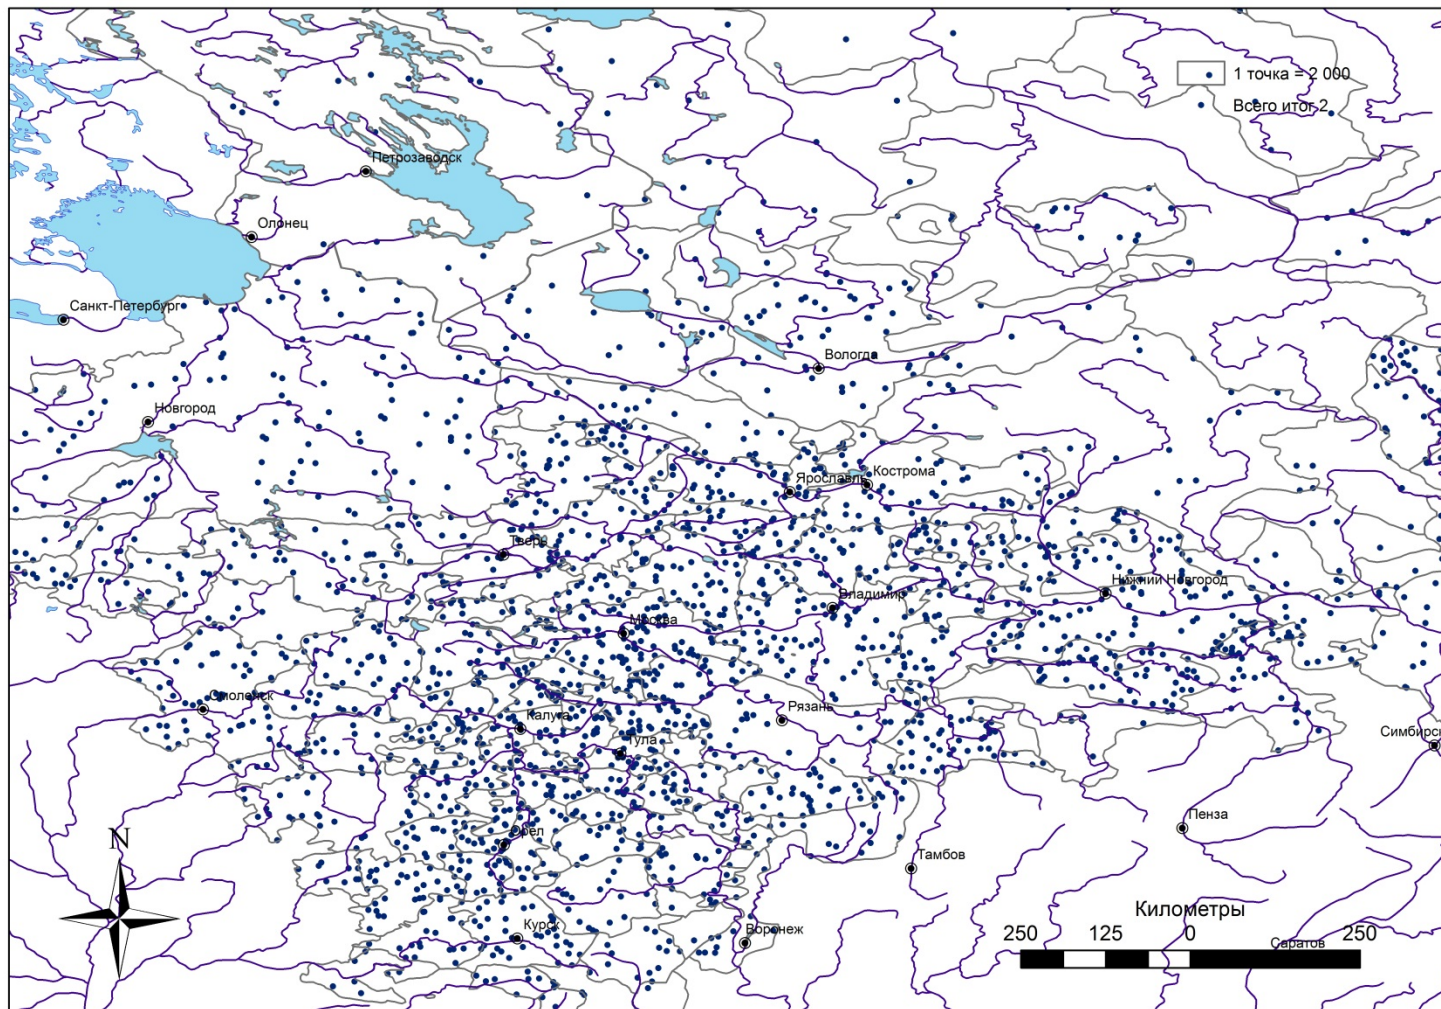 1 точка = 2 000
Всего итог 2
Петрозаводск
Олонец
Санкт-Петербург
Вологда
Новгород
Кострома
Ярославль
Тверь
Нижний Новгород
Владимир
Москва
Смоленск
Рязань
Калуга
Симбирск
Тула
Пенза
Орел
Тамбов
N
Километры
Курск
Воронеж
250 125 0 250
Саратов